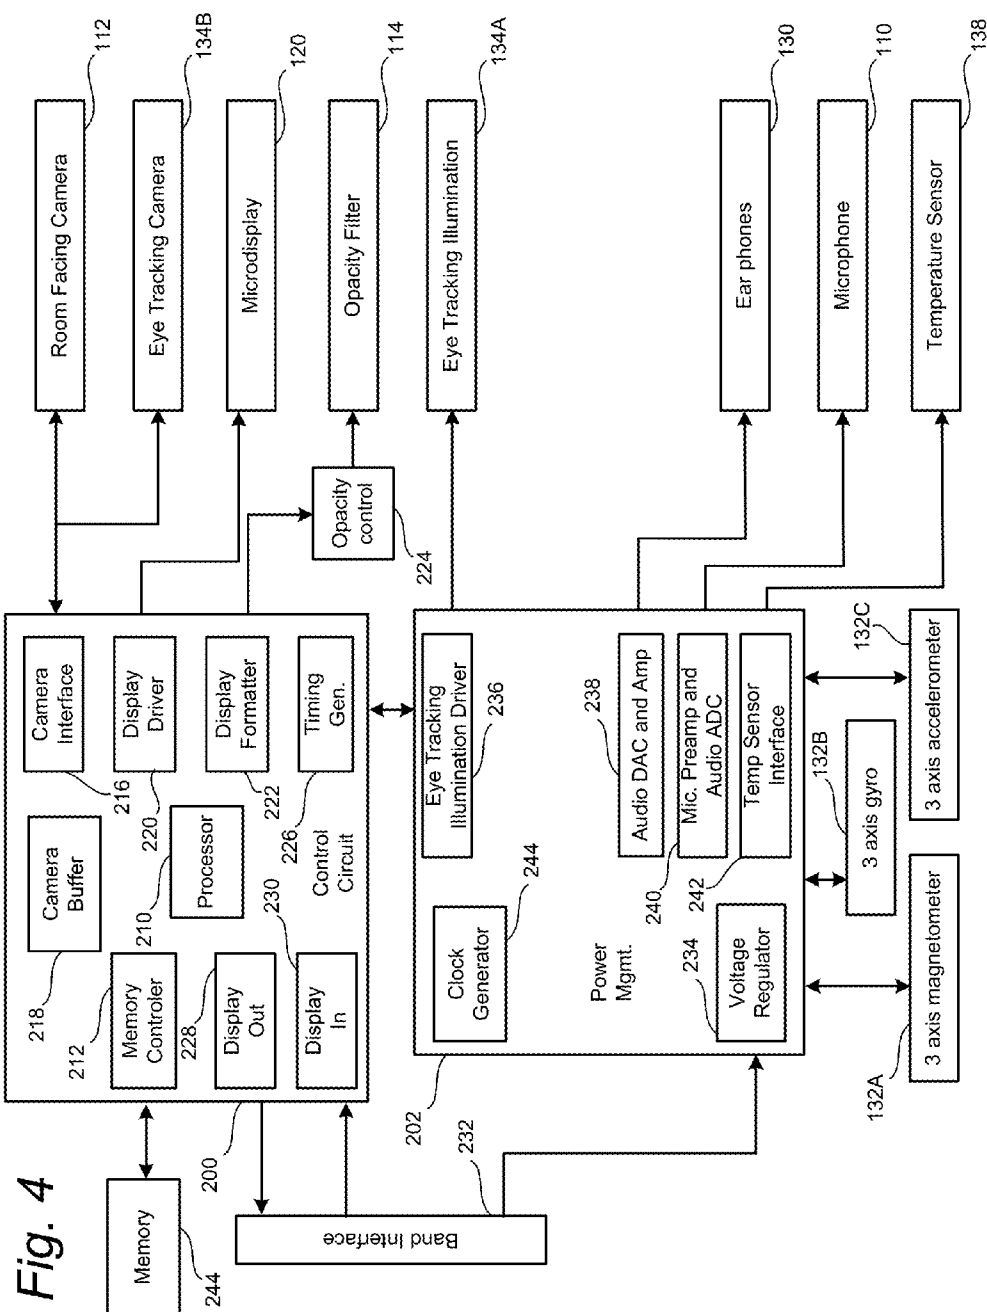 Fig. 4
Room Facing Camera
112
Eye Tracking Camera
134B
Microdisplay
120
Opacity Filter
114
Eye Tracking Illumination
134A
Ear phones
130
Microphone
110
Temperature Sensor
138
Opacity
control
224
Camera
Interface
216
Display
Driver
220
Display
Formatter
222
Timing
Gen.
226
Camera
Buffer
218
Processor
210
Control
Circuit
Memory
Controler
212
Display
Out
228
Display
In
230
200
Memory
244
Band Interface
232
Eye Tracking
Illumination Driver
236
Audio DAC and Amp
238
Mic. Preamp and
Audio ADC
240
Temp Sensor
Interface
242
Clock
Generator
244
Power
Mgmt.
Voltage
Regulator
234
202
3 axis magnetometer
132A
3 axis gyro
132B
3 axis accelerometer
132C